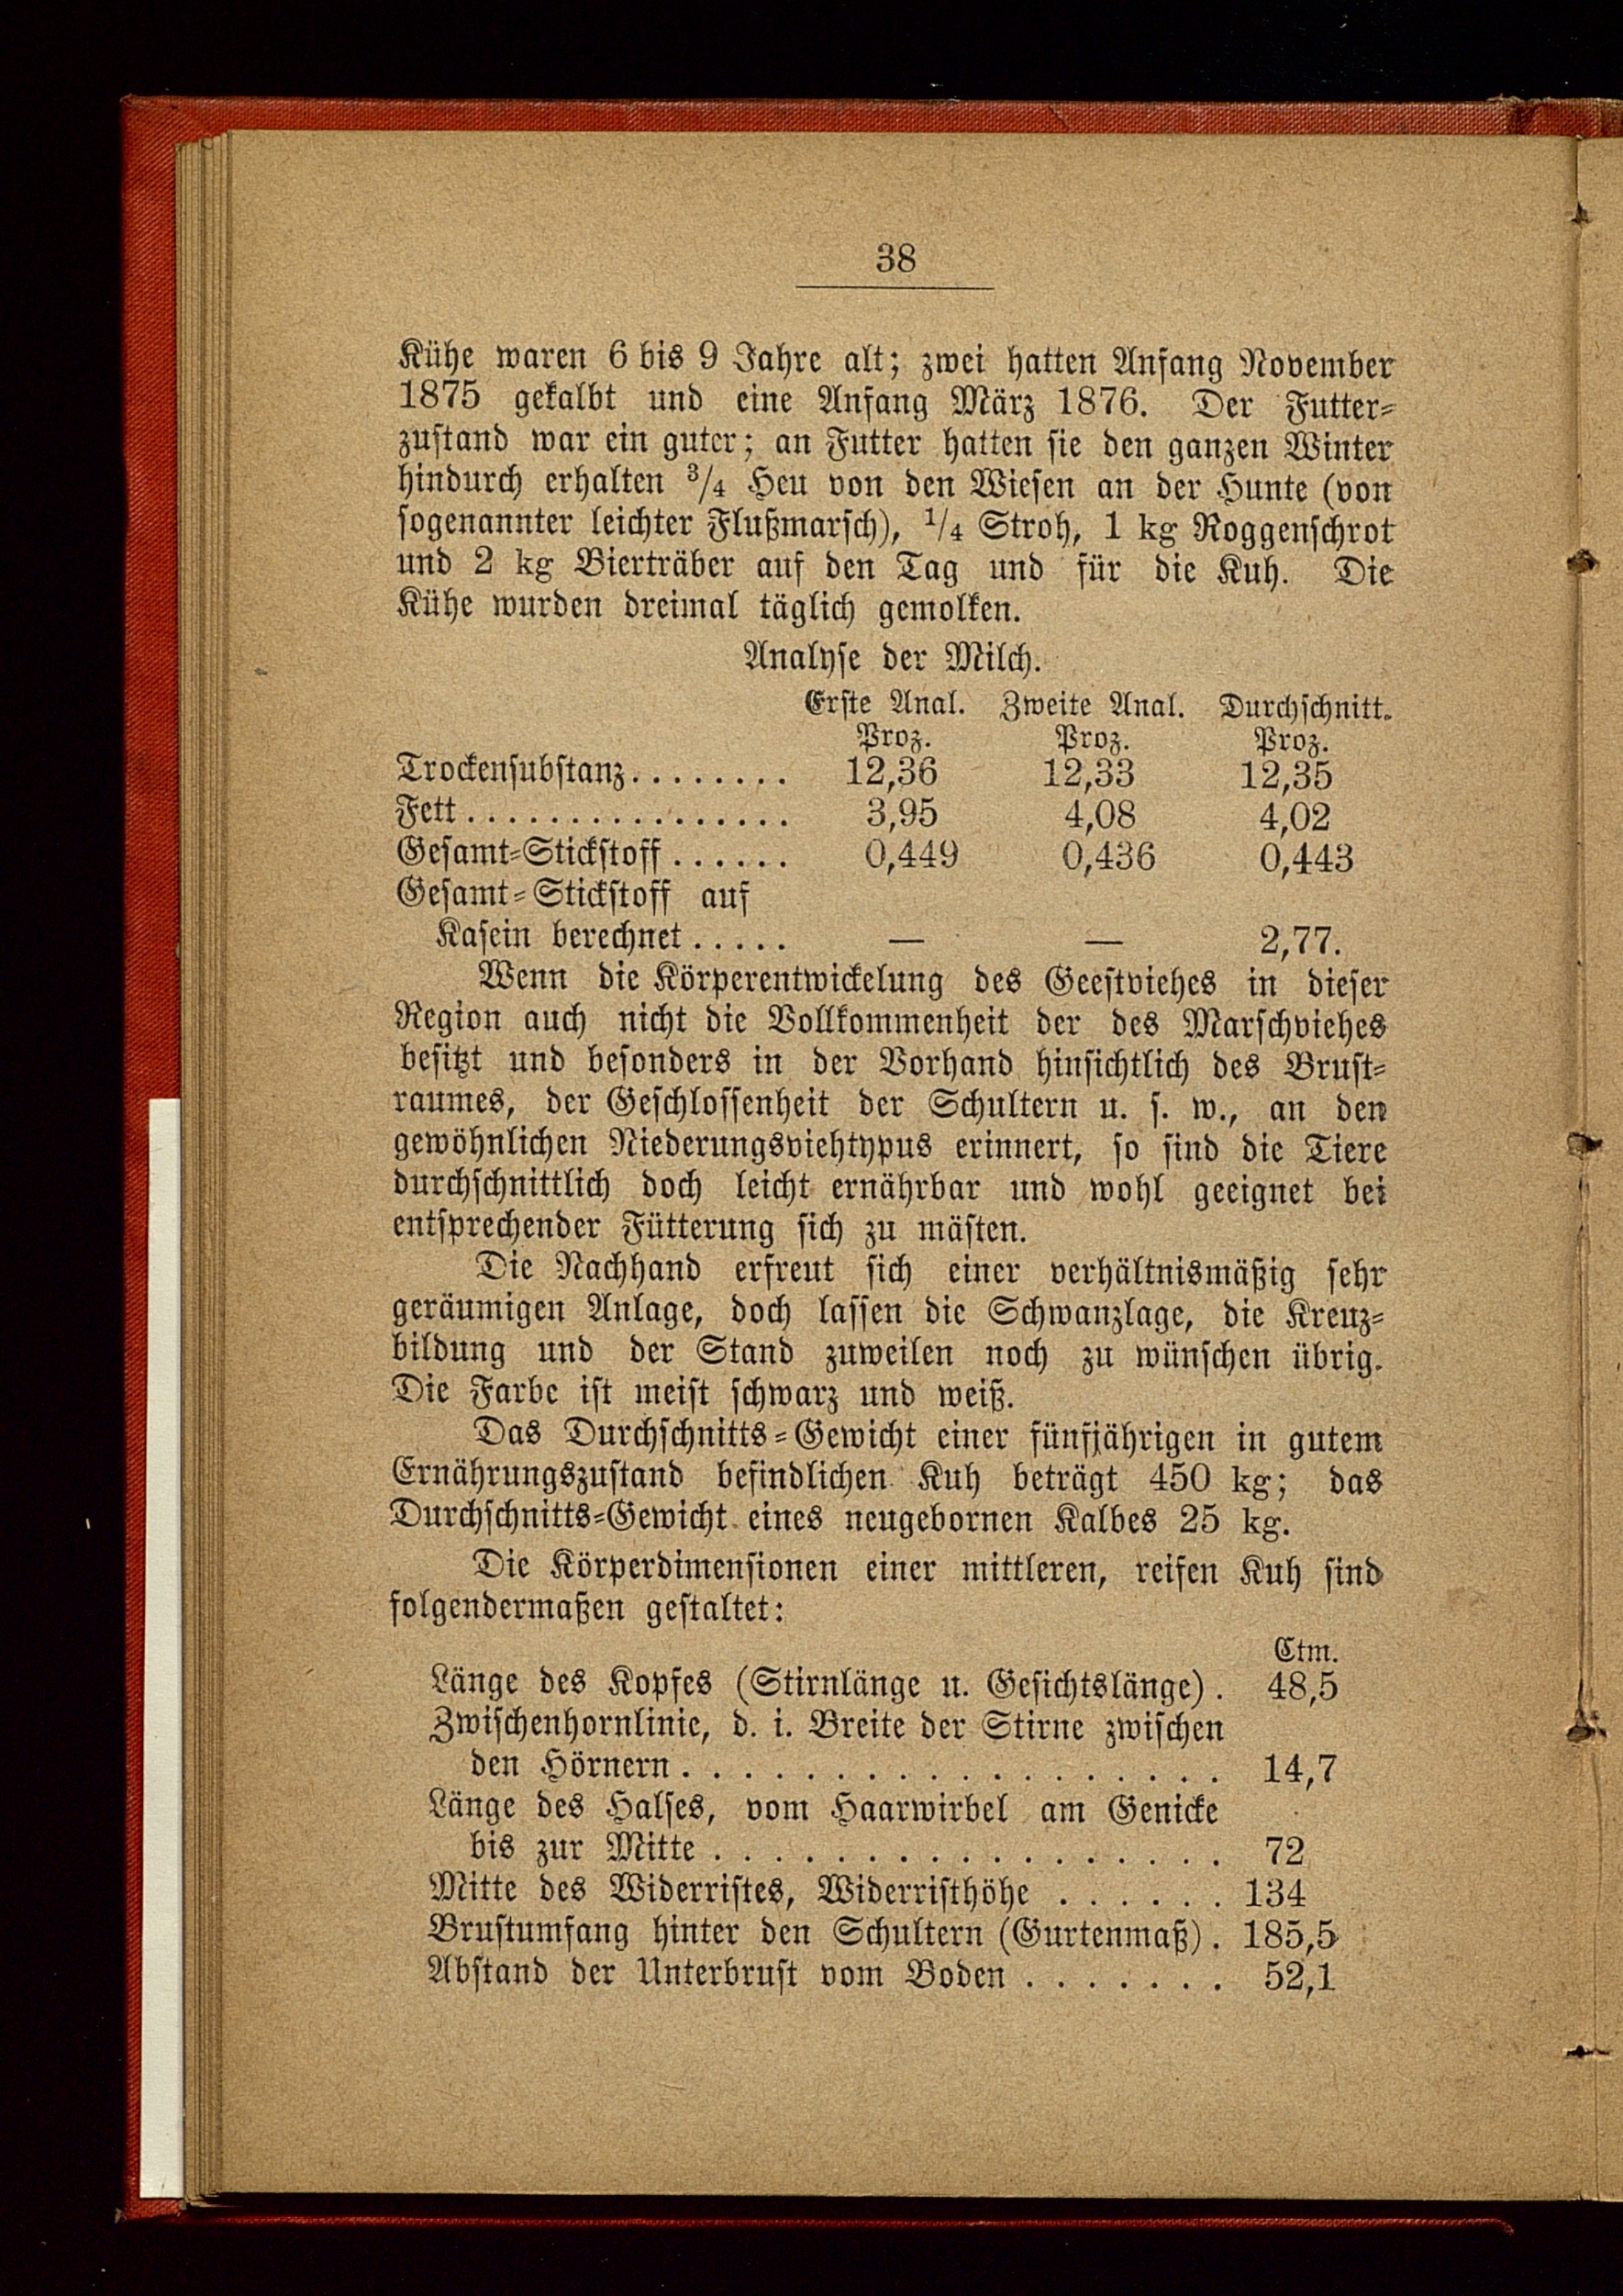 38
Kühe waren 6 bis 9 Jahre alt; zwei hatten Anfang November
1875 gekalbt und eine Anfang März 1876. Der Futter-
zustand war ein guter; an Futter hatten sie den ganzen Winter
hindurch erhalten 3/4 Heu von den Wiesen an der Hunte (von
sogenannter leichter Flußmarsch), 1/4 Stroh, 1 kg Roggenschrot
und 2 kg Bierträber auf den Tag und für die Kuh. Die
Kühe wurden dreimal täglich gemolken.
Analyse der Milch.
Erste Anal. Zweite Anal. Durchschnitt.
Proz. Proz. Proz.
Trockensubstanz........ 12,36 12,33 12,35
Fett................ 3,95 4,08 4,02
Gesamt-Stickstoff...... 0,449 0,436 0,443
Gesamt-Stickstoff auf
Kasein berechnet..... — — 2,77.
Wenn die Körperentwickelung des Geestviehes in dieser
Region auch nicht die Vollkommenheit der des Marschviehes
besitzt und besonders in der Vorhand hinsichtlich des Brust-
raumes, der Geschlossenheit der Schultern u. s. w., an den
gewöhnlichen Niederungsviehtypus erinnert, so sind die Tiere
durchschnittlich doch leicht ernährbar und wohl geeignet bei
entsprechender Fütterung sich zu mästen.
Die Nachhand erfreut sich einer verhältnismäßig sehr
geräumigen Anlage, doch lassen die Schwanzlage, die Kreuz-
bildung und der Stand zuweilen noch zu wünschen übrig.
Die Farbe ist meist schwarz und weiß.
Das Durchschnitts-Gewicht einer fünfjährigen in gutem
Ernährungszustand befindlichen Kuh beträgt 450 kg; das
Durchschnitts-Gewicht eines neugebornen Kalbes 25 kg.
Die Körperdimensionen einer mittleren, reifen Kuh sind
folgendermaßen gestaltet:
Ctm.
Länge des Kopfes (Stirnlänge u. Gesichtslänge). 48,5
Zwischenhornlinie, d. i. Breite der Stirne zwischen
den Hörnern.................. 14,7
Länge des Halses, vom Haarwirbel am Genicke
bis zur Mitte................. 72
Mitte des Widerristes, Widerristhöhe ...... 134
Brustumfang hinter den Schultern (Gurtenmaß). 185,5
Abstand der Unterbrust vom Boden ....... 52,1